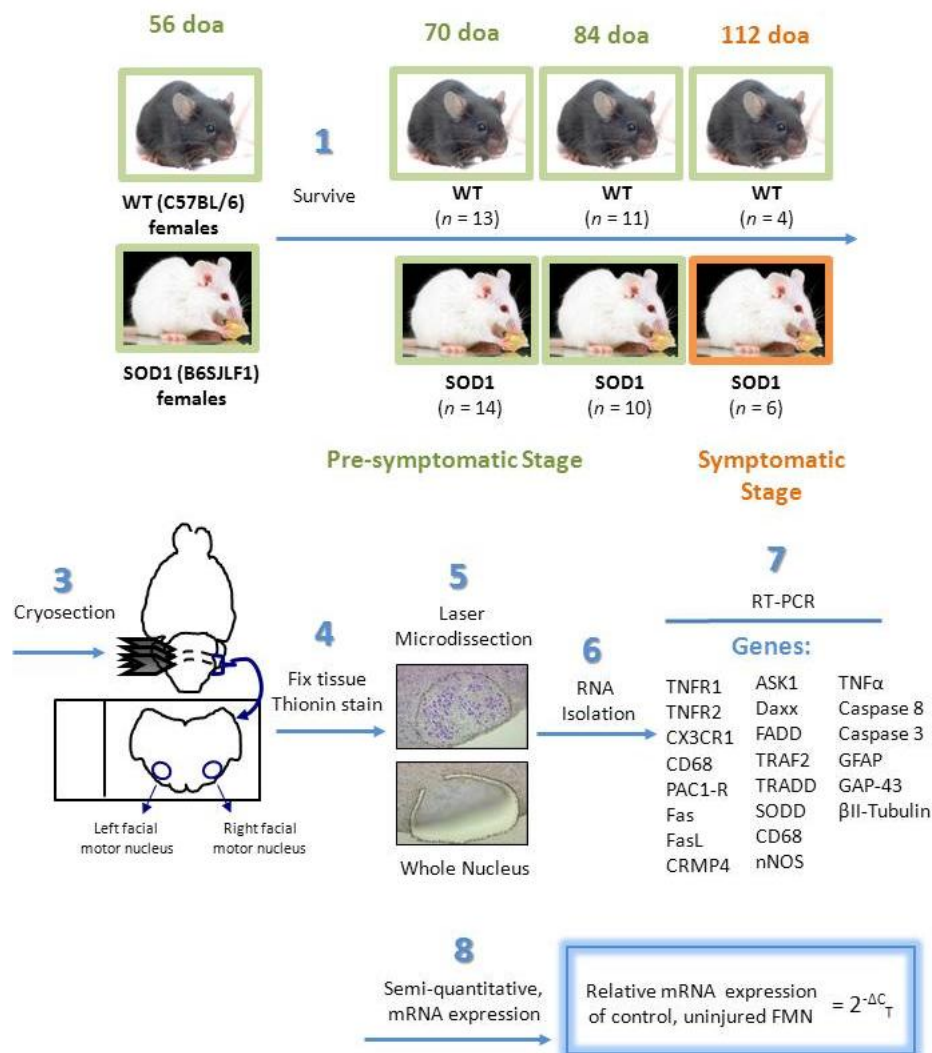 56 doa
70 doa
84 doa
112 doa
1
Survive
WT (C57BL/6)
females
WT
(n = 13)
WT
(n = 11)
WT
(n = 4)
SOD1 (B6SJLF1)
females
SOD1
(n = 14)
SOD1
(n = 10)
SOD1
(n = 6)
Pre-symptomatic Stage
Symptomatic
Stage
3
Cryosection
4
Fix tissue
Thionin stain
Left facial
motor nucleus
Right facial
motor nucleus
5
Laser
Microdissection
Whole Nucleus
6
RNA
Isolation
7
RT-PCR
Genes:
TNFR1
TNFR2
CX3CR1
CD68
PAC1-R
Fas
FasL
CRMP4
ASK1
Daxx
FADD
TRAF2
TRADD
SODD
CD68
nNOS
TNFα
Caspase 8
Caspase 3
GFAP
GAP-43
βII-Tubulin
8
Semi-quantitative,
mRNA expression
Relative mRNA expression
of control, uninjured FMN
= 2^-ΔC_T